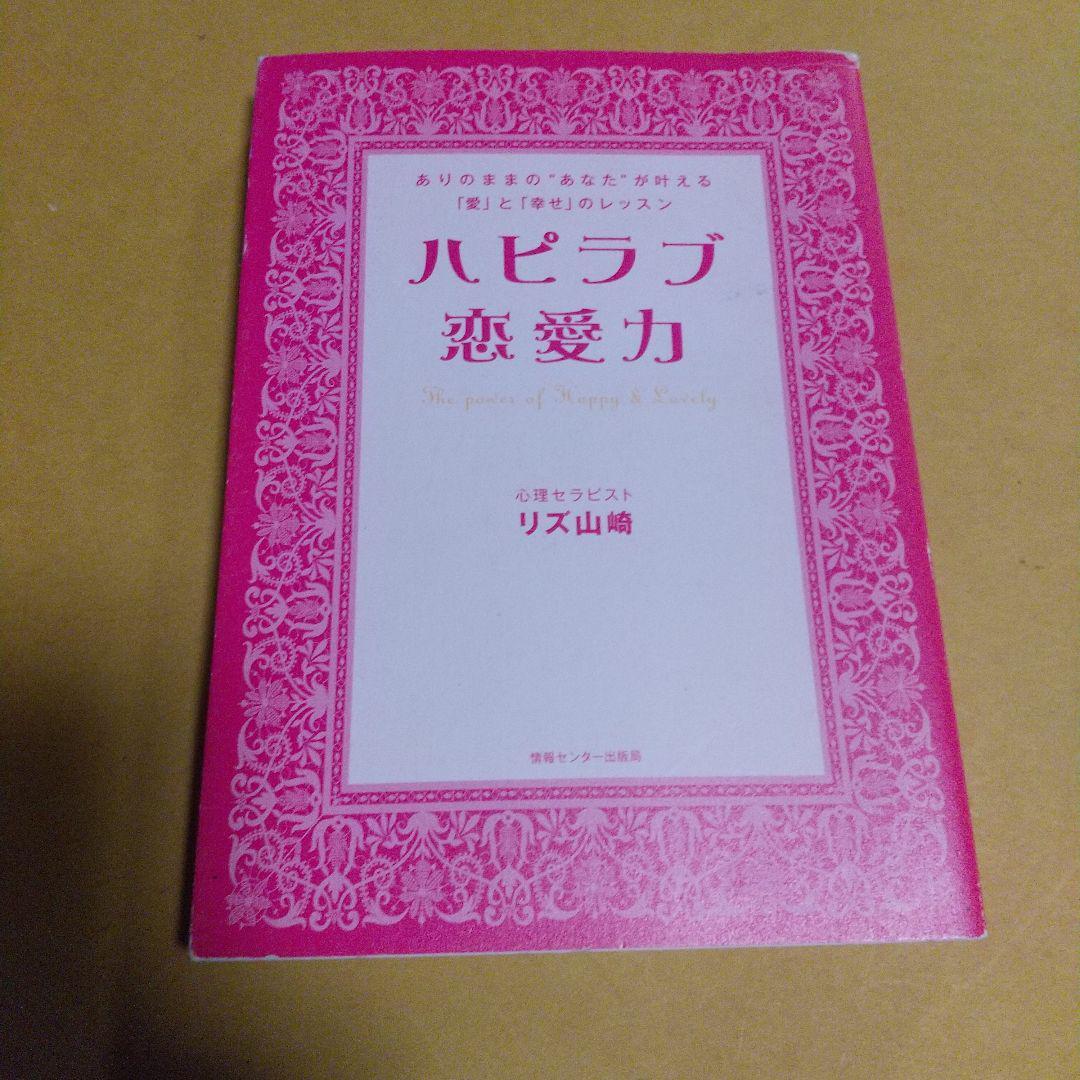 ありのままの“あなた”が叶える
「愛」と「幸せ」のレッスン
ハピラブ
恋愛力
The power of Happy & Lovely
心理セラピスト
リズ山崎
情報センター出版局